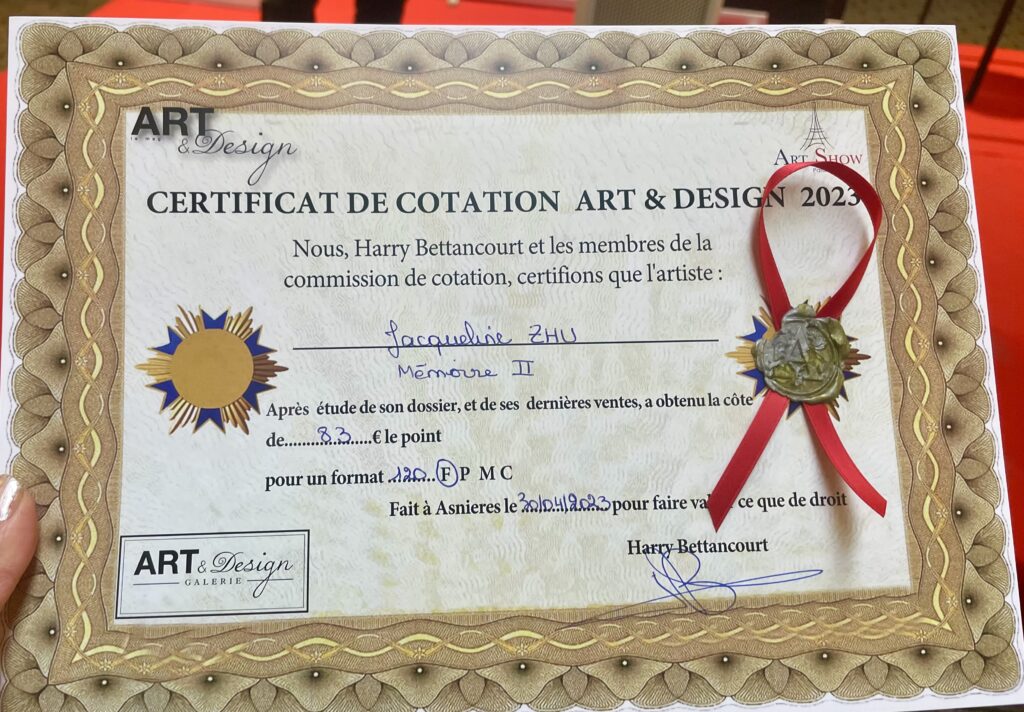 ART
&Design
ART SHOW
CERTIFICAT DE COTATION ART & DESIGN 2023
Nous, Harry Bettancourt et les membres de la
commission de cotation, certifions que l'artiste :
Jacqueline ZHU
Mémoire II
Après étude de son dossier, et de ses dernières ventes, a obtenu la côte
de.......83.....€ le point
pour un format ..120... F P M C
Fait à Asnieres le 30/04/2023 pour faire ce que de droit
Harry Bettancourt
ART & Design
GALERIE